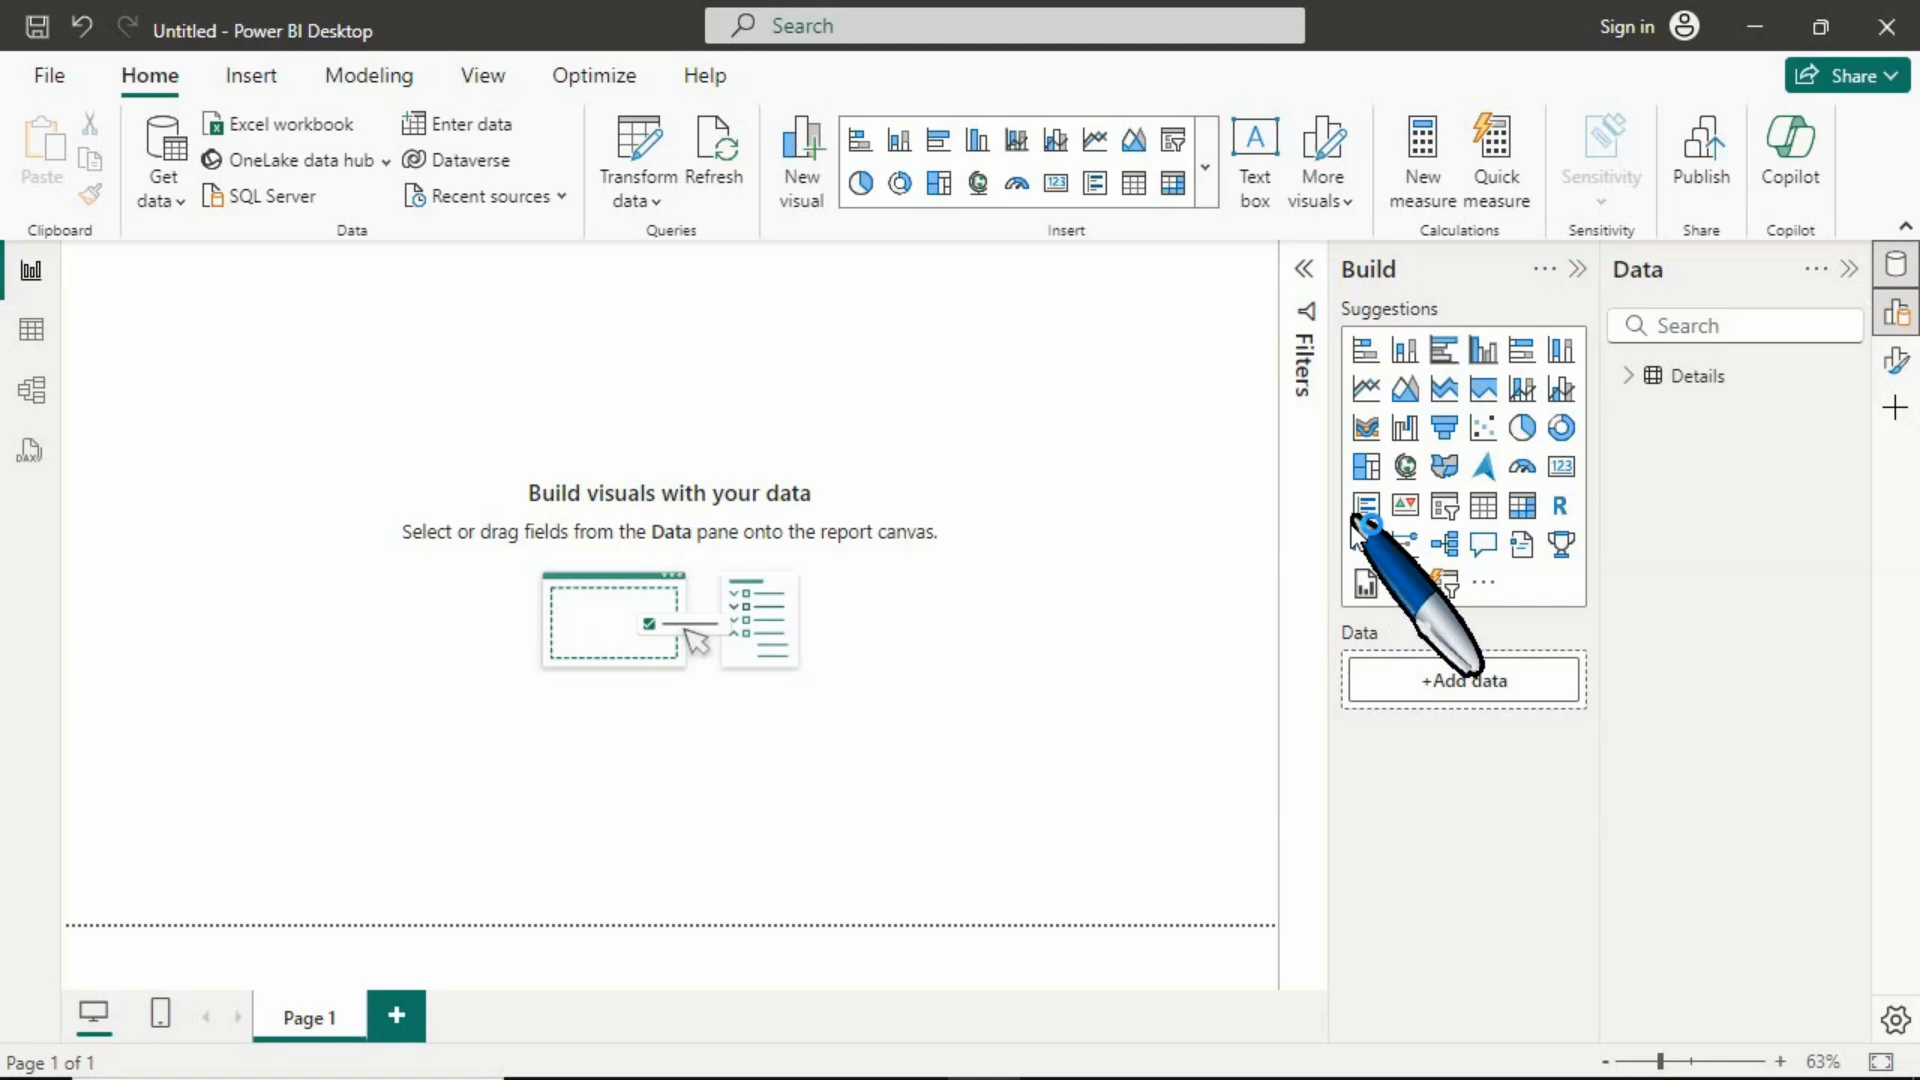 Untitled - Power BI Desktop
Search
Sign in
File
Home
Insert
Modeling
View
Optimize
Help
Share
Paste
Clipboard
Get data
Excel workbook
OneLake data hub
SQL Server
Enter data
Dataverse
Recent sources
Data
Transform data
Refresh
Queries
New visual
123
A
Text box
More visuals
Insert
New measure
Quick measure
Calculations
Sensitivity
Sensitivity
Publish
Share
Copilot
Copilot
DAX
Build visuals with your data
Select or drag fields from the Data pane onto the report canvas.
Filters
Build
Suggestions
123
R
Data
+Add data
Data
Search
Details
Page 1
Page 1 of 1
63%